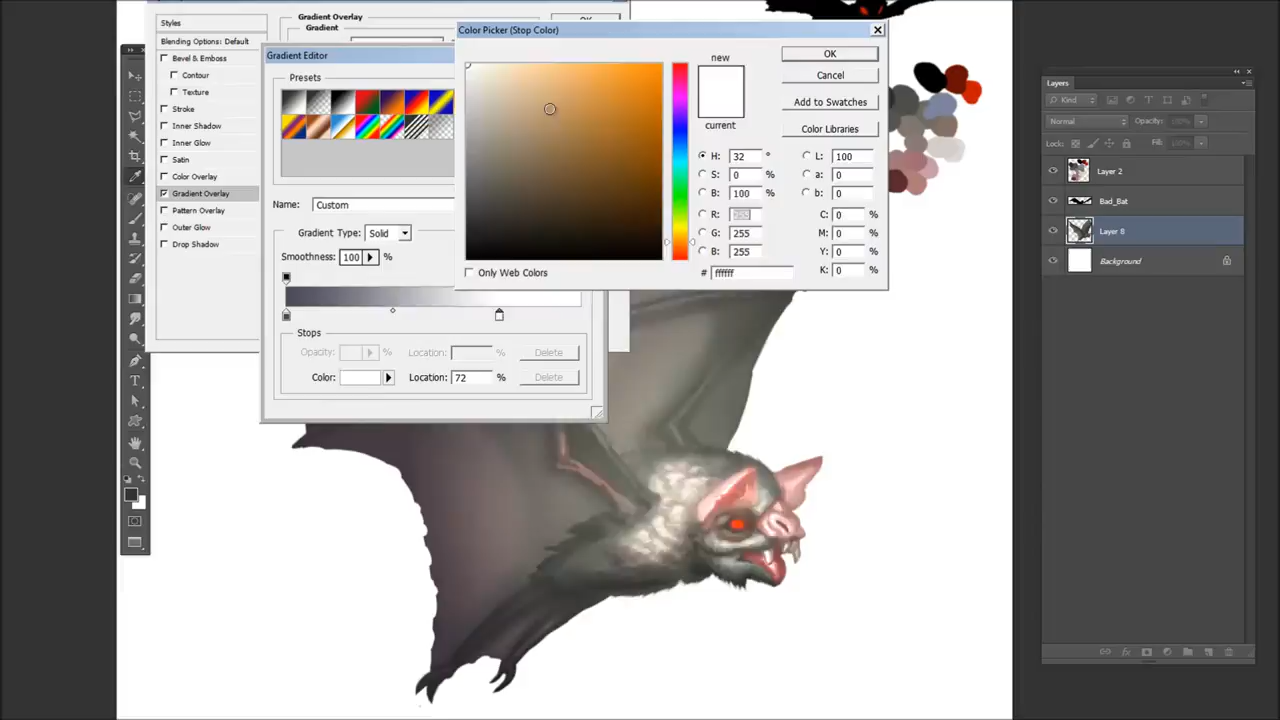 Styles
Blending Options: Default
Bevel & Emboss
Contour
Texture
Stroke
Inner Shadow
Inner Glow
Satin
Color Overlay
Gradient Overlay
Pattern Overlay
Outer Glow
Drop Shadow
Gradient Overlay
Gradient
Gradient Editor
Presets
Name: Custom
Gradient Type: Solid
Smoothness: 100 %
Stops
Opacity: % Location: % Delete
Color: Location: 72 % Delete
Color Picker (Stop Color)
new
current
OK
Cancel
Add to Swatches
Color Libraries
H: 32 °
S: 0 %
B: 100 %
R:
G: 255
B: 255
# ffffff
L: 100
a: 0
b: 0
C: 0 %
M: 0 %
Y: 0 %
K: 0 %
Only Web Colors
Layers
Kind
Normal Opacity: 100%
Lock: Fill:
Layer 2
Bad_Bat
Layer 8
Background